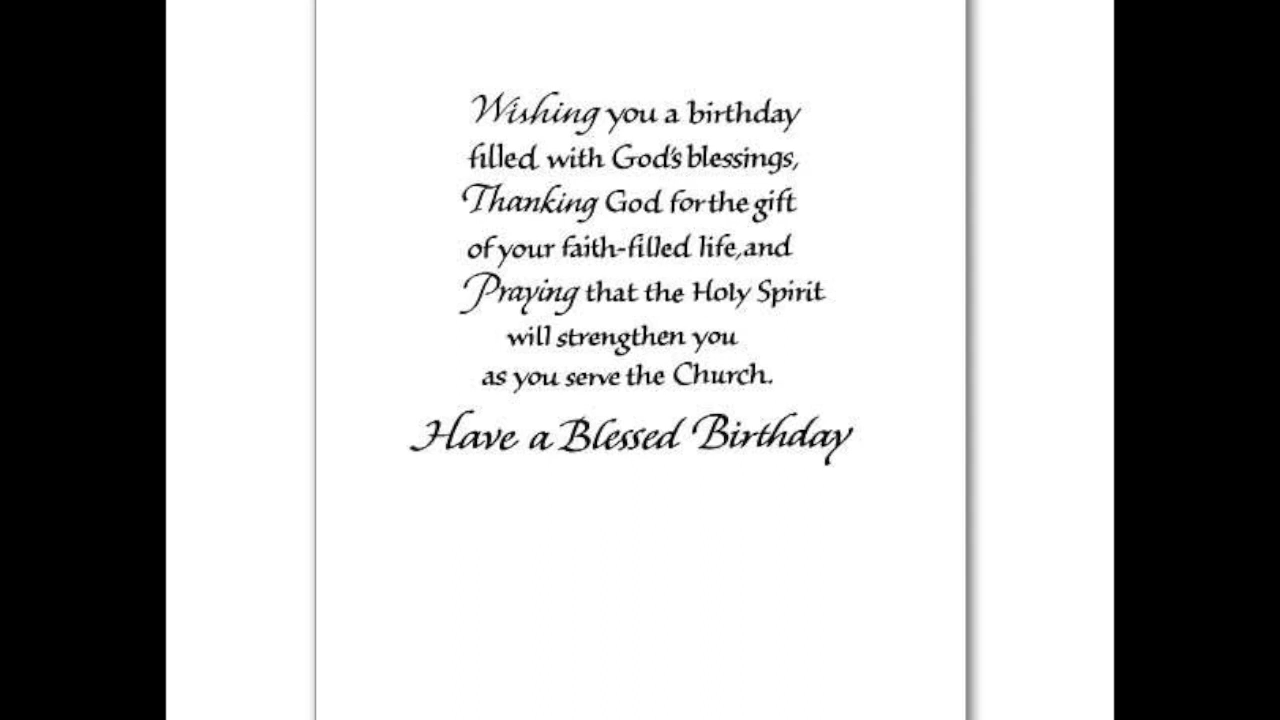 Wishing you a birthday
filled with God's blessings,
Thanking God for the gift
of your faith-filled life, and
Praying that the Holy Spirit
will strengthen you
as you serve the Church.
Have a Blessed Birthday